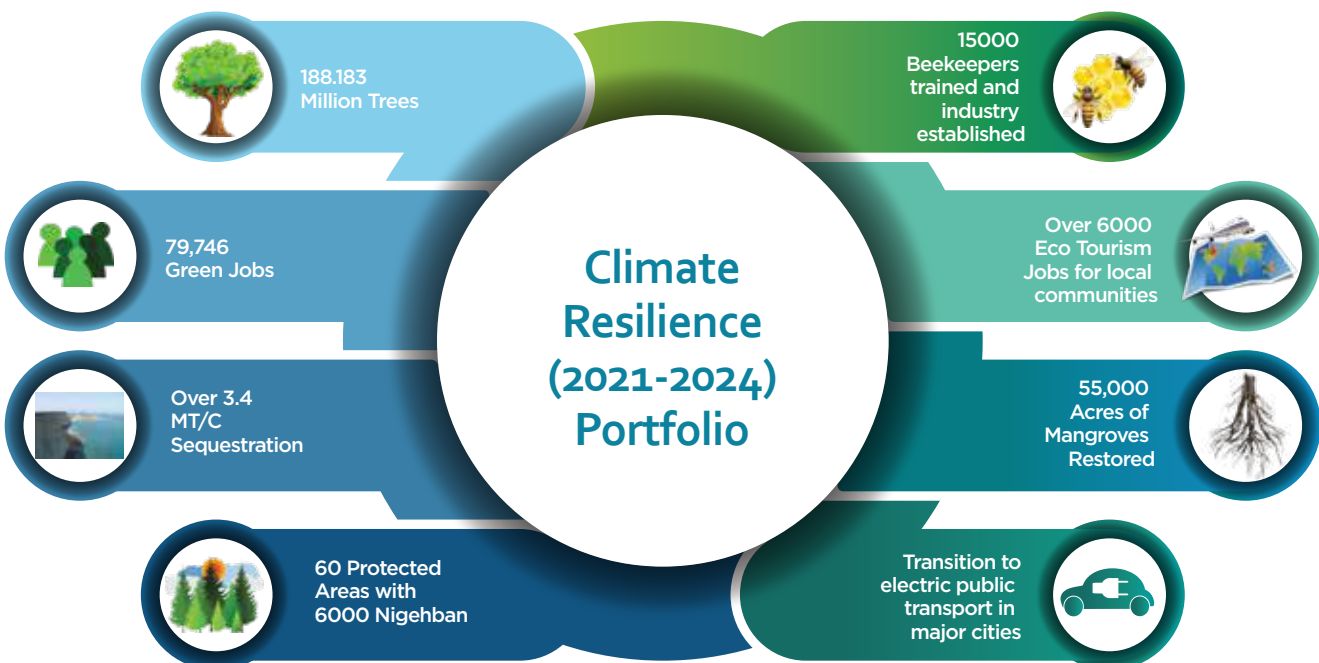 188.183
Million Trees
79,746
Green Jobs
Over 3.4
MT/C
Sequestration
60 Protected
Areas with
6000 Nigehban
Climate
Resilience
(2021-2024)
Portfolio
15000
Beekeepers
trained and
industry
established
Over 6000
Eco Tourism
Jobs for local
communities
55,000
Acres of
Mangroves
Restored
Transition to
electric public
transport in
major cities